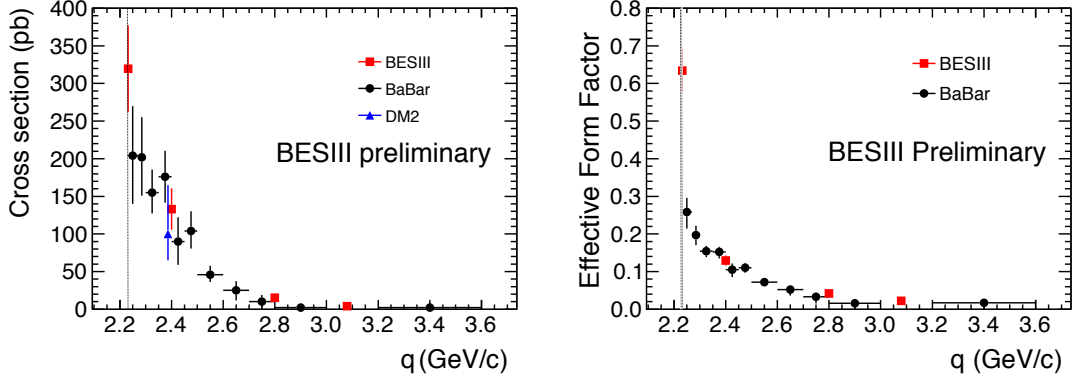 Cross section (pb)
400
350
300
250
200
150
100
50
0
BESIII
BaBar
DM2
BESIII preliminary
2.2 2.4 2.6 2.8 3.0 3.2 3.4 3.6
q (GeV/c)
Effective Form Factor
0.8
0.7
0.6
0.5
0.4
0.3
0.2
0.1
0.0
BESIII
BaBar
BESIII Preliminary
2.2 2.4 2.6 2.8 3.0 3.2 3.4 3.6
q (GeV/c)